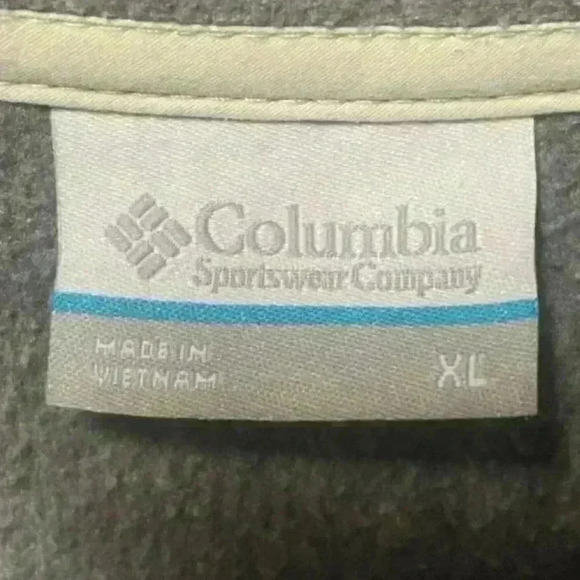 Columbia
Sportswear Company
MADE IN
VIETNAM
XL